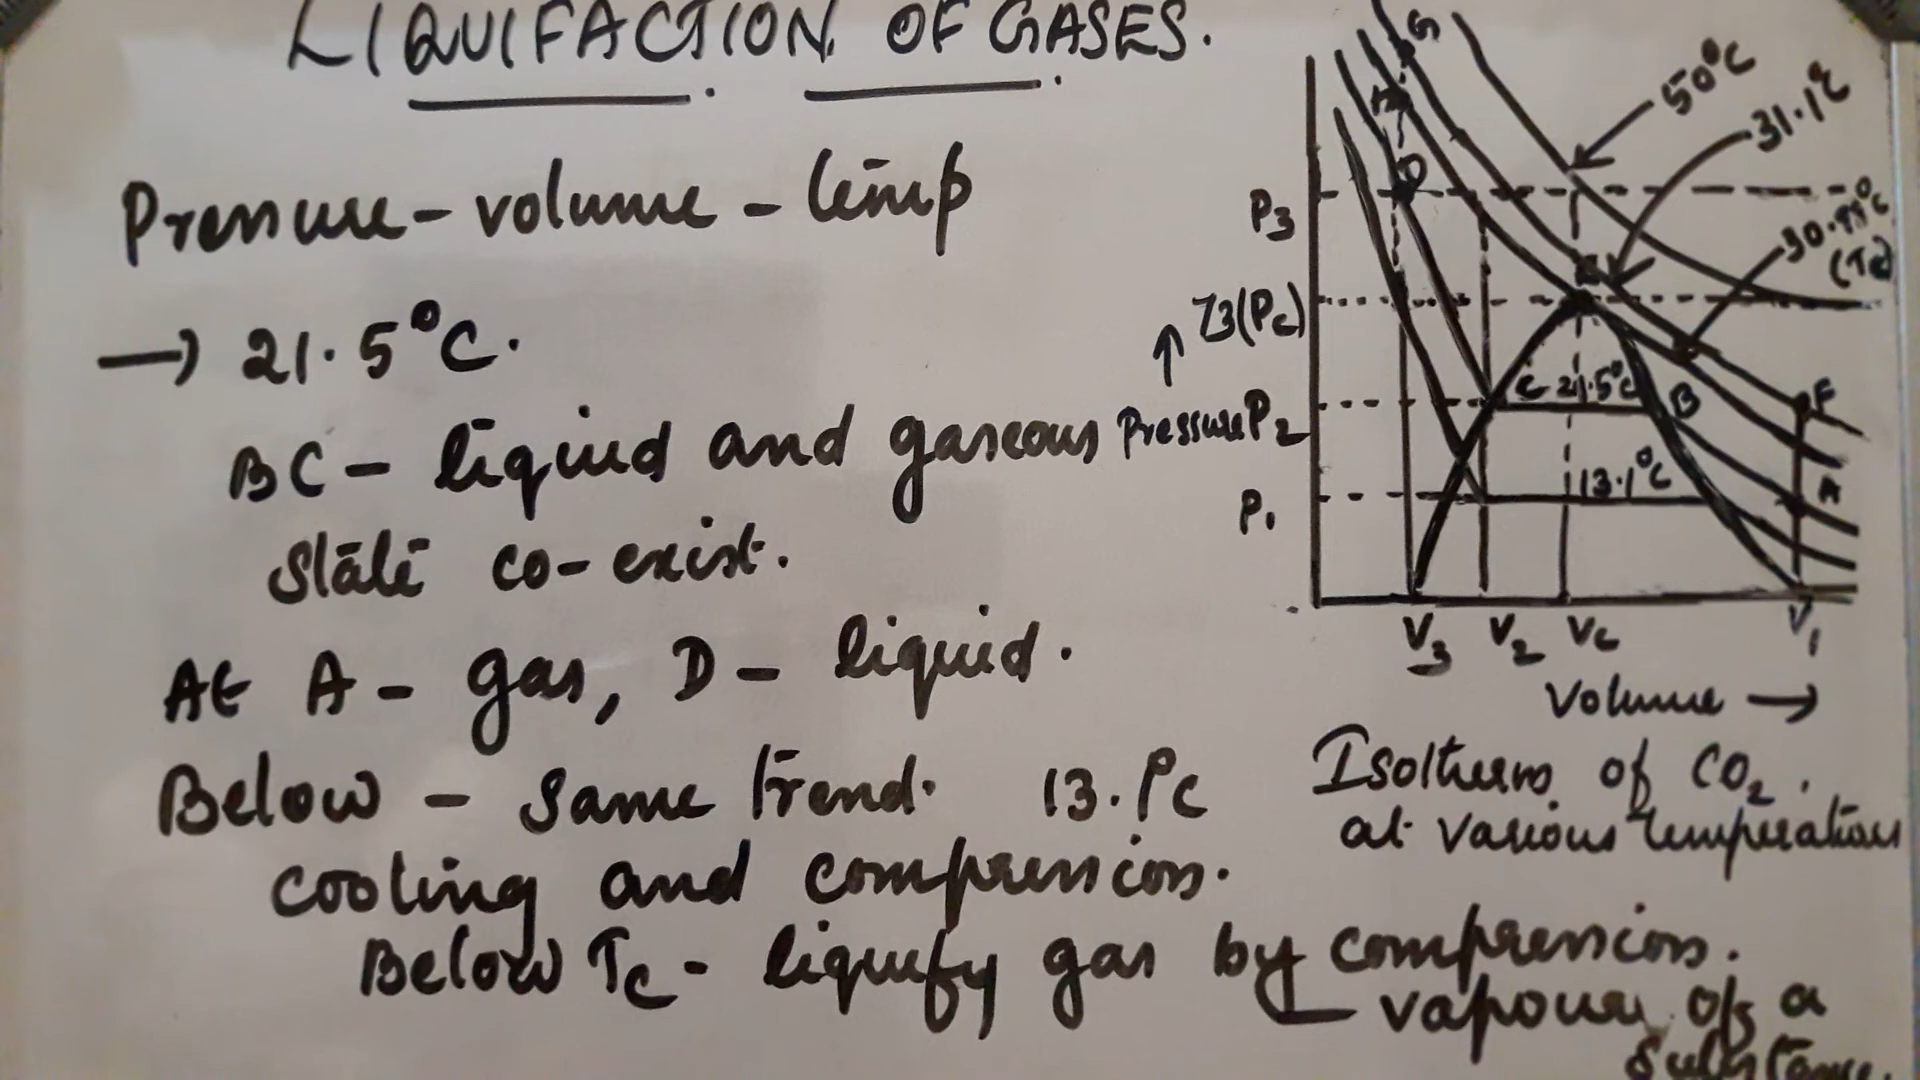 LIQUIFACTION OF GASES.
Pressure - volume - temp
→ 21.5°C.
BC - liquid and gaseous
state co-exist.
At A - gas, D - liquid.
Below - same trend. 13.1°C
cooling and compression.
Below Tc - liquefy gas by compression.
vapour of a
substance.
G
50°C
31.1°C
H
D
P3
30.98°C
(Tc)
E
73(Pc)
↑
C 21.5°C
B
F
Pressure P2
13.1°C
A
P1
V3 V2 Vc V1
Volume →
Isotherms of CO2.
at various temperatures